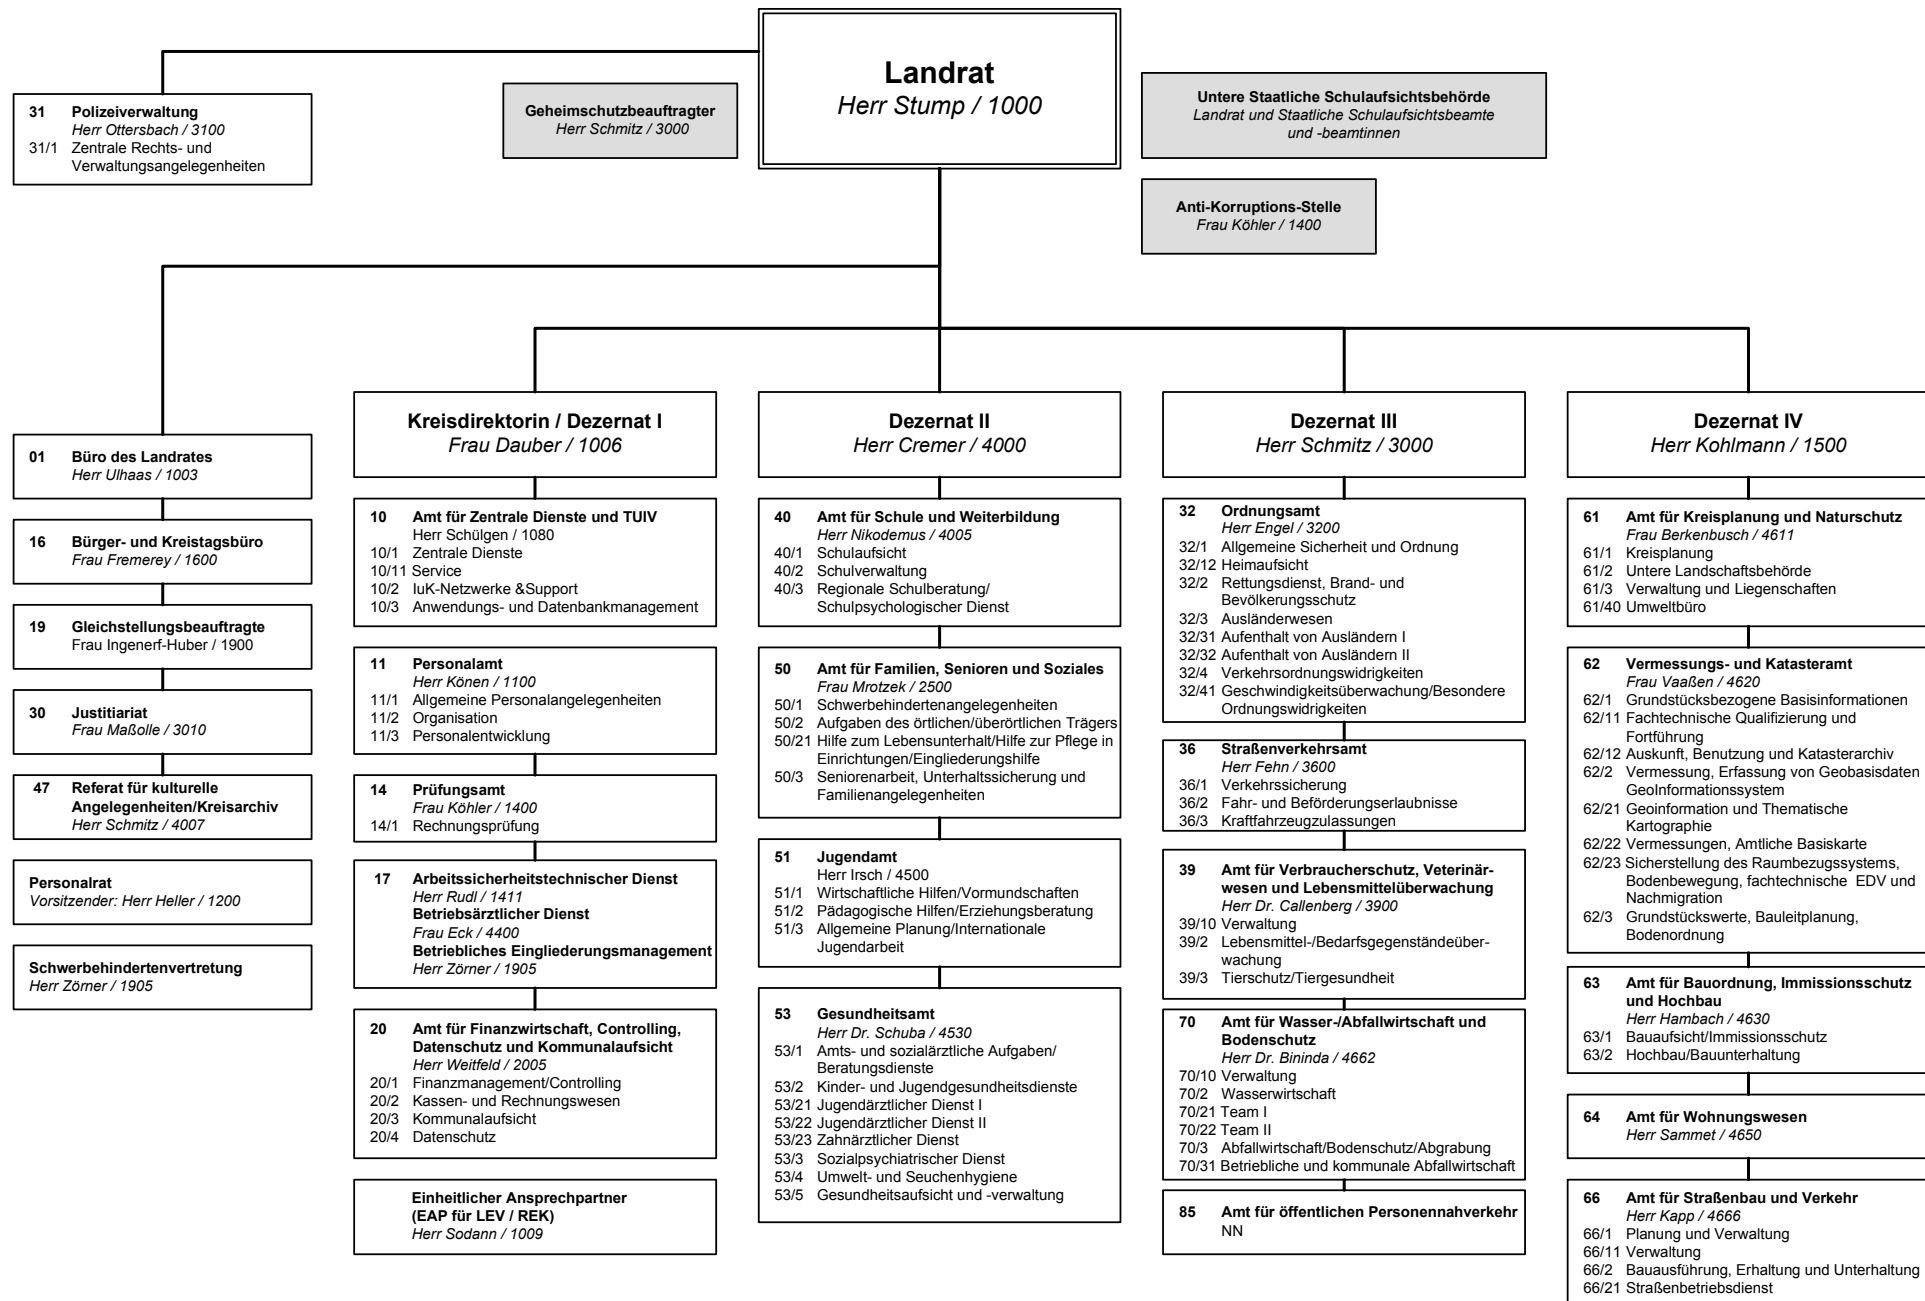 Landrat
Herr Stump / 1000
31 Polizeiverwaltung
Herr Ottersbach / 3100
31/1 Zentrale Rechts- und
Verwaltungsangelegenheiten
Geheimschutzbeauftragter
Herr Schmitz / 3000
Untere Staatliche Schulaufsichtsbehörde
Landrat und Staatliche Schulaufsichtsbeamte
und -beamtinnen
Anti-Korruptions-Stelle
Frau Köhler / 1400
01 Büro des Landrates
Herr Ulhaas / 1003
16 Bürger- und Kreistagsbüro
Frau Fremerey / 1600
19 Gleichstellungsbeauftragte
Frau Ingenerf-Huber / 1900
30 Justitiariat
Frau Maßolle / 3010
47 Referat für kulturelle
Angelegenheiten/Kreisarchiv
Herr Schmitz / 4007
Personalrat
Vorsitzender: Herr Heller / 1200
Schwerbehindertenvertretung
Herr Zörner / 1905
Kreisdirektorin / Dezernat I
Frau Dauber / 1006
10 Amt für Zentrale Dienste und TUIV
Herr Schülgen / 1080
10/1 Zentrale Dienste
10/11 Service
10/2 IuK-Netzwerke &Support
10/3 Anwendungs- und Datenbankmanagement
11 Personalamt
Herr Könen / 1100
11/1 Allgemeine Personalangelegenheiten
11/2 Organisation
11/3 Personalentwicklung
14 Prüfungsamt
Frau Köhler / 1400
14/1 Rechnungsprüfung
17 Arbeitssicherheitstechnischer Dienst
Herr Rudl / 1411
Betriebsärztlicher Dienst
Frau Eck / 4400
Betriebliches Eingliederungsmanagement
Herr Zörner / 1905
20 Amt für Finanzwirtschaft, Controlling,
Datenschutz und Kommunalaufsicht
Herr Weitfeld / 2005
20/1 Finanzmanagement/Controlling
20/2 Kassen- und Rechnungswesen
20/3 Kommunalaufsicht
20/4 Datenschutz
Einheitlicher Ansprechpartner
(EAP für LEV / REK)
Herr Sodann / 1009
Dezernat II
Herr Cremer / 4000
40 Amt für Schule und Weiterbildung
Herr Nikodemus / 4005
40/1 Schulaufsicht
40/2 Schulverwaltung
40/3 Regionale Schulberatung/
Schulpsychologischer Dienst
50 Amt für Familien, Senioren und Soziales
Frau Mrotzek / 2500
50/1 Schwerbehindertenangelegenheiten
50/2 Aufgaben des örtlichen/überörtlichen Trägers
50/21 Hilfe zum Lebensunterhalt/Hilfe zur Pflege in
Einrichtungen/Eingliederungshilfe
50/3 Seniorenarbeit, Unterhaltssicherung und
Familienangelegenheiten
51 Jugendamt
Herr Irsch / 4500
51/1 Wirtschaftliche Hilfen/Vormundschaften
51/2 Pädagogische Hilfen/Erziehungsberatung
51/3 Allgemeine Planung/Internationale
Jugendarbeit
53 Gesundheitsamt
Herr Dr. Schuba / 4530
53/1 Amts- und sozialärztliche Aufgaben/
Beratungsdienste
53/2 Kinder- und Jugendgesundheitsdienste
53/21 Jugendärztlicher Dienst I
53/22 Jugendärztlicher Dienst II
53/23 Zahnärztlicher Dienst
53/3 Sozialpsychiatrischer Dienst
53/4 Umwelt- und Seuchenhygiene
53/5 Gesundheitsaufsicht und -verwaltung
Dezernat III
Herr Schmitz / 3000
32 Ordnungsamt
Herr Engel / 3200
32/1 Allgemeine Sicherheit und Ordnung
32/12 Heimaufsicht
32/2 Rettungsdienst, Brand- und
Bevölkerungsschutz
32/3 Ausländerwesen
32/31 Aufenthalt von Ausländern I
32/32 Aufenthalt von Ausländern II
32/4 Verkehrsordnungswidrigkeiten
32/41 Geschwindigkeitsüberwachung/Besondere
Ordnungswidrigkeiten
36 Straßenverkehrsamt
Herr Fehn / 3600
36/1 Verkehrssicherung
36/2 Fahr- und Beförderungserlaubnisse
36/3 Kraftfahrzeugzulassungen
39 Amt für Verbraucherschutz, Veterinär-
wesen und Lebensmittelüberwachung
Herr Dr. Callenberg / 3900
39/10 Verwaltung
39/2 Lebensmittel-/Bedarfsgegenständeüber-
wachung
39/3 Tierschutz/Tiergesundheit
70 Amt für Wasser-/Abfallwirtschaft und
Bodenschutz
Herr Dr. Bininda / 4662
70/10 Verwaltung
70/2 Wasserwirtschaft
70/21 Team I
70/22 Team II
70/3 Abfallwirtschaft/Bodenschutz/Abgrabung
70/31 Betriebliche und kommunale Abfallwirtschaft
85 Amt für öffentlichen Personennahverkehr
NN
Dezernat IV
Herr Kohlmann / 1500
61 Amt für Kreisplanung und Naturschutz
Frau Berkenbusch / 4611
61/1 Kreisplanung
61/2 Untere Landschaftsbehörde
61/3 Verwaltung und Liegenschaften
61/40 Umweltbüro
62 Vermessungs- und Katasteramt
Frau Vaaßen / 4620
62/1 Grundstücksbezogene Basisinformationen
62/11 Fachtechnische Qualifizierung und
Fortführung
62/12 Auskunft, Benutzung und Katasterarchiv
62/2 Vermessung, Erfassung von Geobasisdaten
GeoInformationssystem
62/21 Geoinformation und Thematische
Kartographie
62/22 Vermessungen, Amtliche Basiskarte
62/23 Sicherstellung des Raumbezugssystems,
Bodenbewegung, fachtechnische EDV und
Nachmigration
62/3 Grundstückswerte, Bauleitplanung,
Bodenordnung
63 Amt für Bauordnung, Immissionsschutz
und Hochbau
Herr Hambach / 4630
63/1 Bauaufsicht/Immissionsschutz
63/2 Hochbau/Bauunterhaltung
64 Amt für Wohnungswesen
Herr Sammet / 4650
66 Amt für Straßenbau und Verkehr
Herr Kapp / 4666
66/1 Planung und Verwaltung
66/11 Verwaltung
66/2 Bauausführung, Erhaltung und Unterhaltung
66/21 Straßenbetriebsdienst